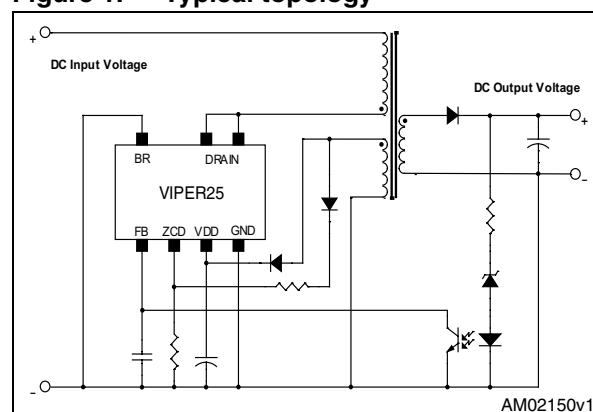 Figure 1. Typical topology
+
DC Input Voltage
DC Output Voltage
BR DRAIN
VIPER25
FB ZCD VDD GND
+
-
-
AM02150v1